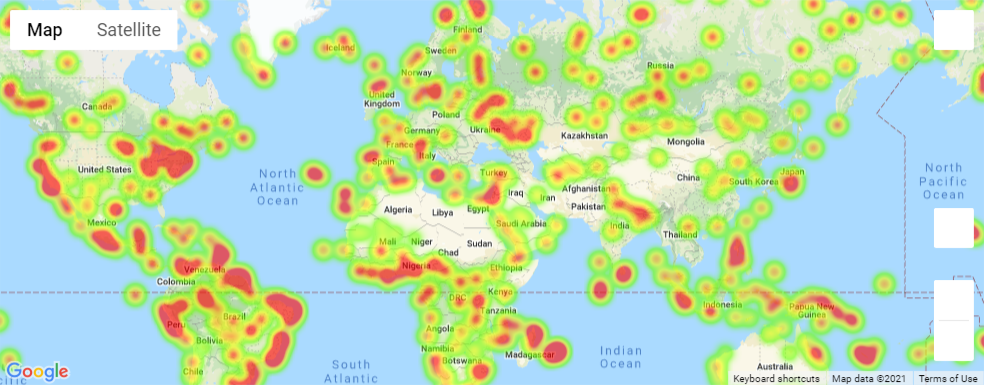 Map
Satellite
Finland
Iceland
Sweden
Norway
Russia
United
Kingdom
Canada
Poland
Germany
Ukraine
Kazakhstan
France
Mongolia
Italy
Spain
United States
Turkey
China
South Korea
Japan
North
Atlantic
Ocean
North
Pacific
Ocean
Iraq
Iran
Afghanistan
Pakistan
Algeria
Libya
Egypt
Saudi Arabia
India
Mexico
Thailand
Mali
Niger
Sudan
Chad
Nigeria
Ethiopia
Venezuela
Colombia
Kenya
DRC
Indonesia
Papua New
Guinea
Tanzania
Brazil
Peru
Angola
Bolivia
Namibia
Madagascar
Botswana
Indian
Ocean
South
Atlantic
Chile
Australia
Google
Keyboard shortcuts
Map data ©2021
Terms of Use